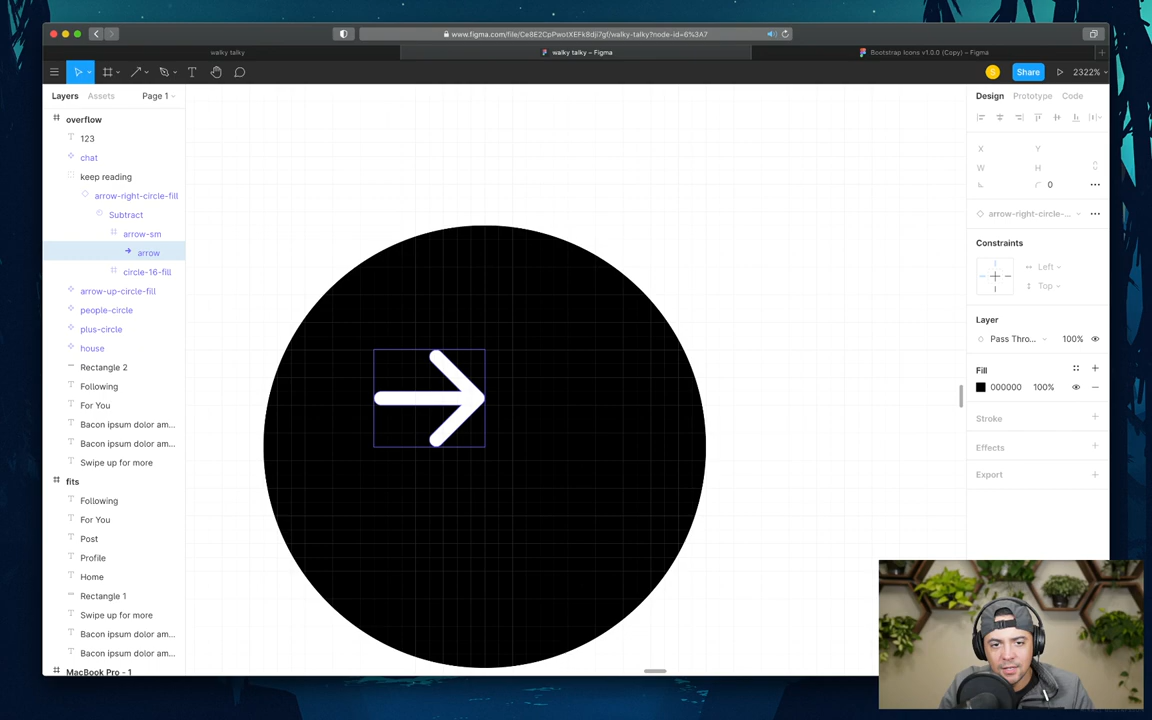 www.figma.com/file/Ce8E2CpPwotXEFk8dji7gf/walky-talky?node-id=6%3A7
walky talky
walky talky – Figma
Bootstrap Icons v1.0.0 (Copy) – Figma
S
Share
2322%
Layers
Assets
Page 1
overflow
123
chat
keep reading
arrow-right-circle-fill
Subtract
arrow-sm
arrow
circle-16-fill
arrow-up-circle-fill
people-circle
plus-circle
house
Rectangle 2
Following
For You
Bacon ipsum dolor am...
Bacon ipsum dolor am...
Swipe up for more
fits
Following
For You
Post
Profile
Home
Rectangle 1
Swipe up for more
Bacon ipsum dolor am...
Bacon ipsum dolor am...
MacBook Pro - 1
Design
Prototype
Code
X
Y
W
H
0
arrow-right-circle-...
Constraints
Left
Top
Layer
Pass Thro...
100%
Fill
000000
100%
Stroke
Effects
Export